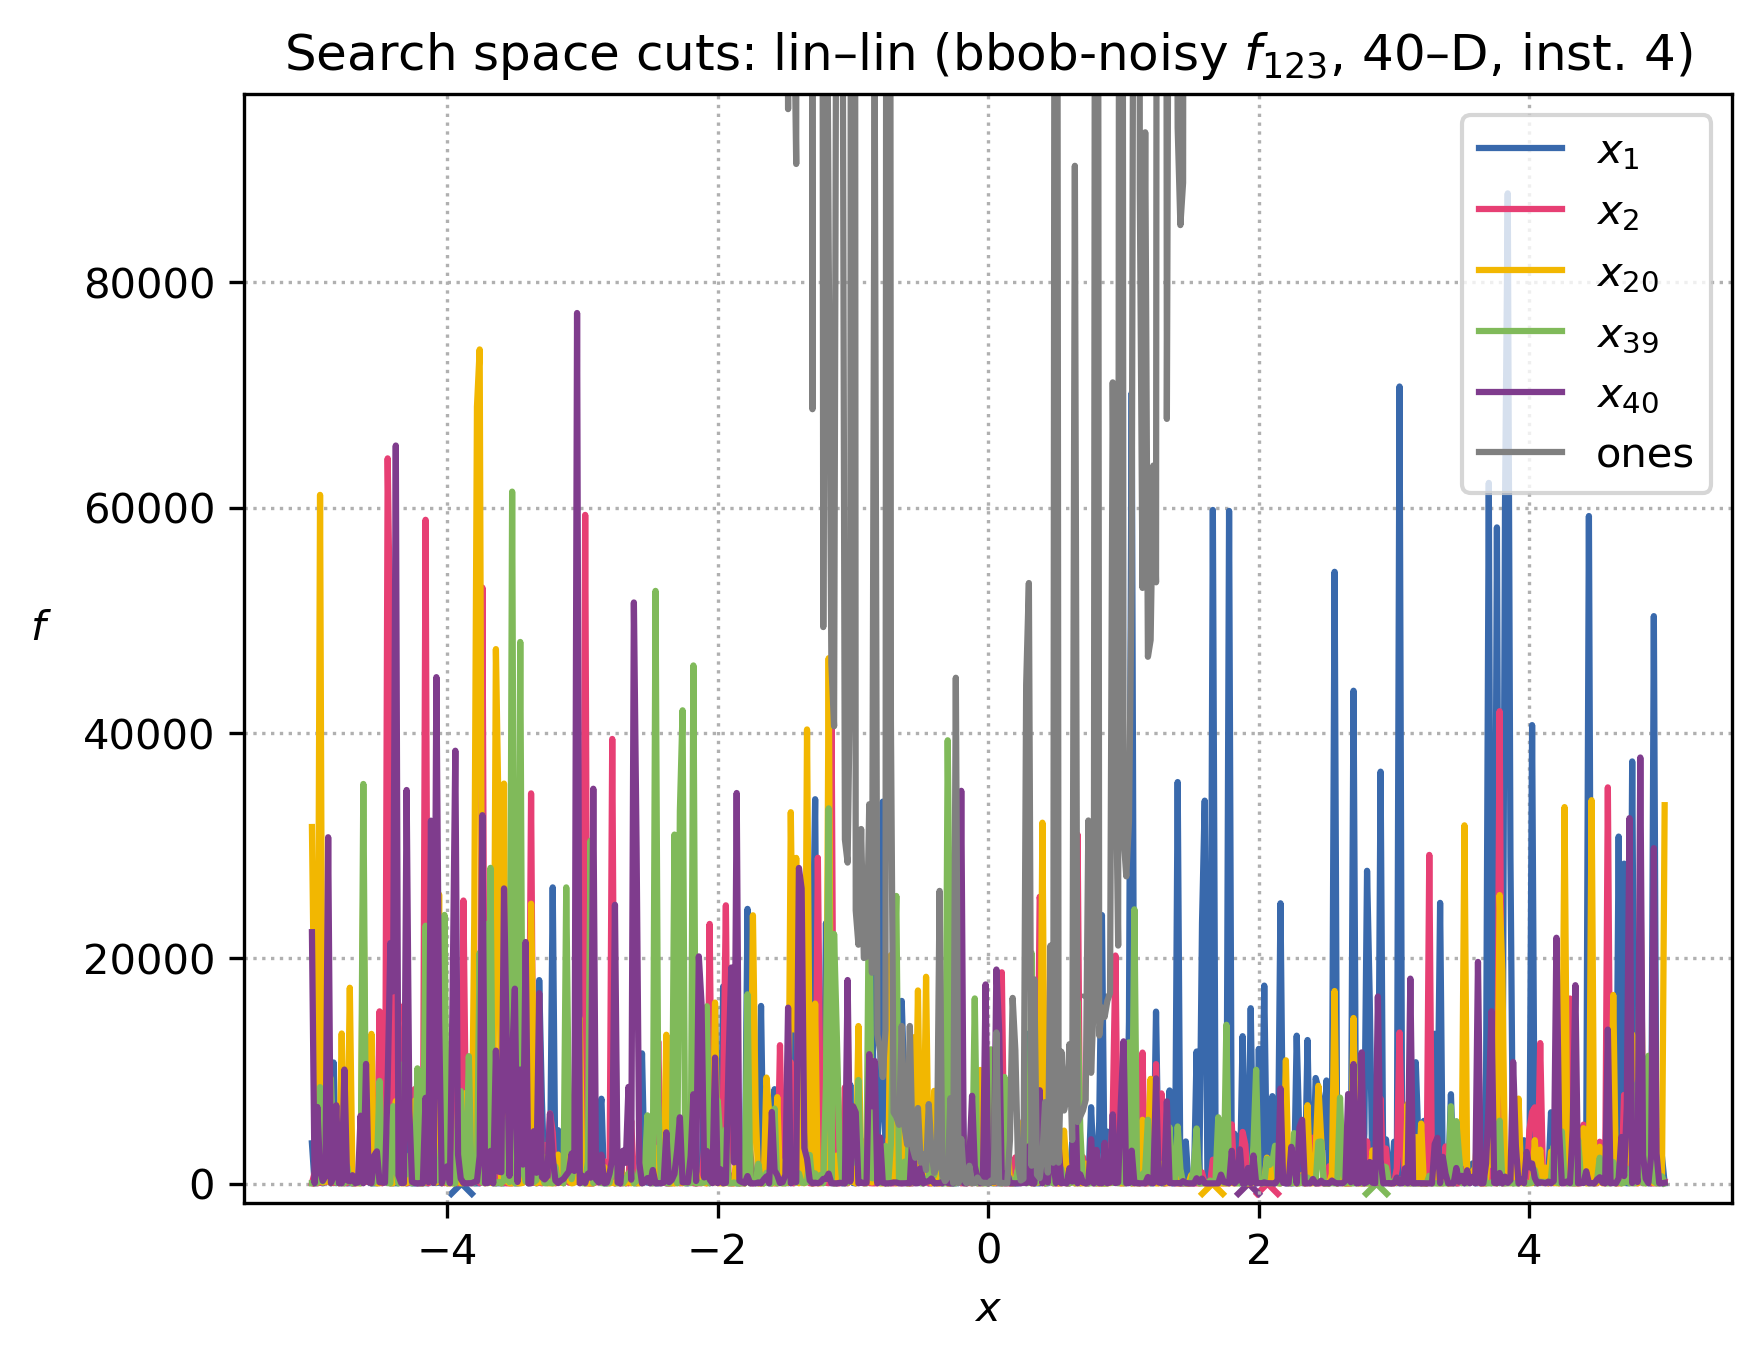 Search space cuts: lin–lin (bbob-noisy f₁₂₃, 40–D, inst. 4)
x₁
x₂
x₂₀
x₃₉
x₄₀
ones
80000
60000
40000
20000
0
f
−4
−2
0
2
4
x